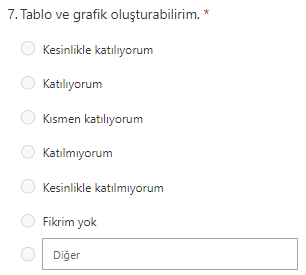 7. Tablo ve grafik oluşturabilirim. *
Kesinlikle katılıyorum
Katılıyorum
Kısmen katılıyorum
Katılmıyorum
Kesinlikle katılmıyorum
Fikrim yok
Diğer